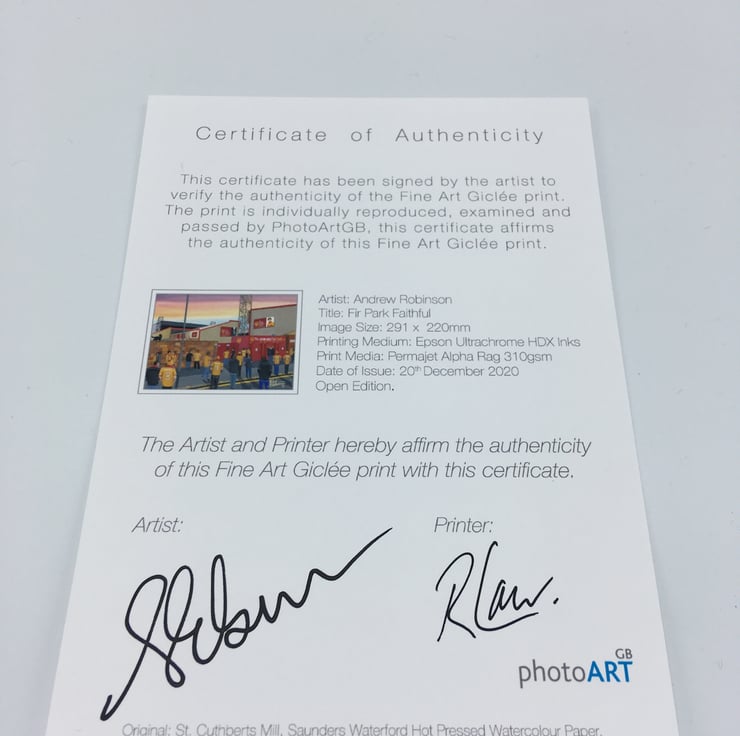 Certificate of Authenticity
This certificate has been signed by the artist to
verify the authenticity of the Fine Art Giclée print.
The print is individually reproduced, examined and
passed by PhotoArtGB, this certificate affirms
the authenticity of this Fine Art Giclée print.
Artist: Andrew Robinson
Title: Fir Park Faithful
Image Size: 291 x 220mm
Printing Medium: Epson Ultrachrome HDX Inks
Print Media: Permajet Alpha Rag 310gsm
Date of Issue: 20th December 2020
Open Edition.
The Artist and Printer hereby affirm the authenticity
of this Fine Art Giclée print with this certificate.
Artist:
Printer:
photoART GB
Original: St. Cuthberts Mill, Saunders Waterford Hot Pressed Watercolour Paper.